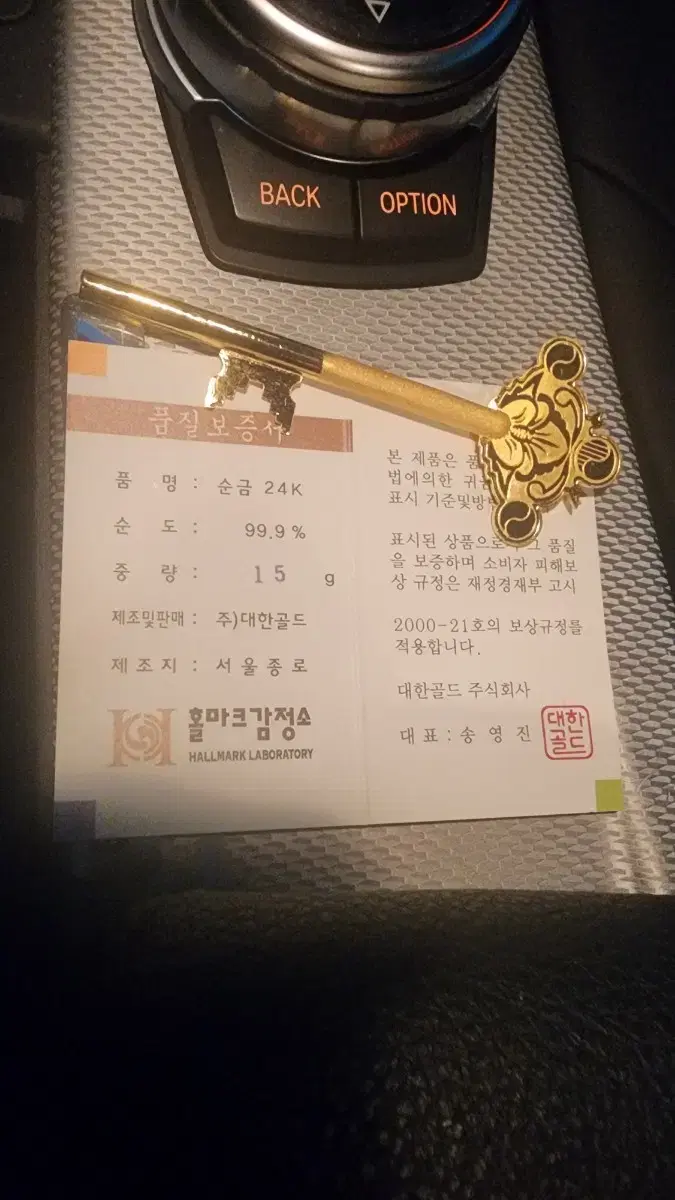 BACK
OPTION
품질보증서
품 명 : 순금 24K
순 도 : 99.9%
중 량 : 15 g
제조및판매 : 주)대한골드
제조지 : 서울종로
홀마크감정소
HALLMARK LABORATORY
본 제품은 품
법에의한 귀
표시 기준및방
표시된 상품으로 품질
을 보증하며 소비자 피해보
상 규정은 재정경재부 고시
2000-21호의 보상규정를
적용합니다.
대한골드 주식회사
대표 : 송영진
대한
골드